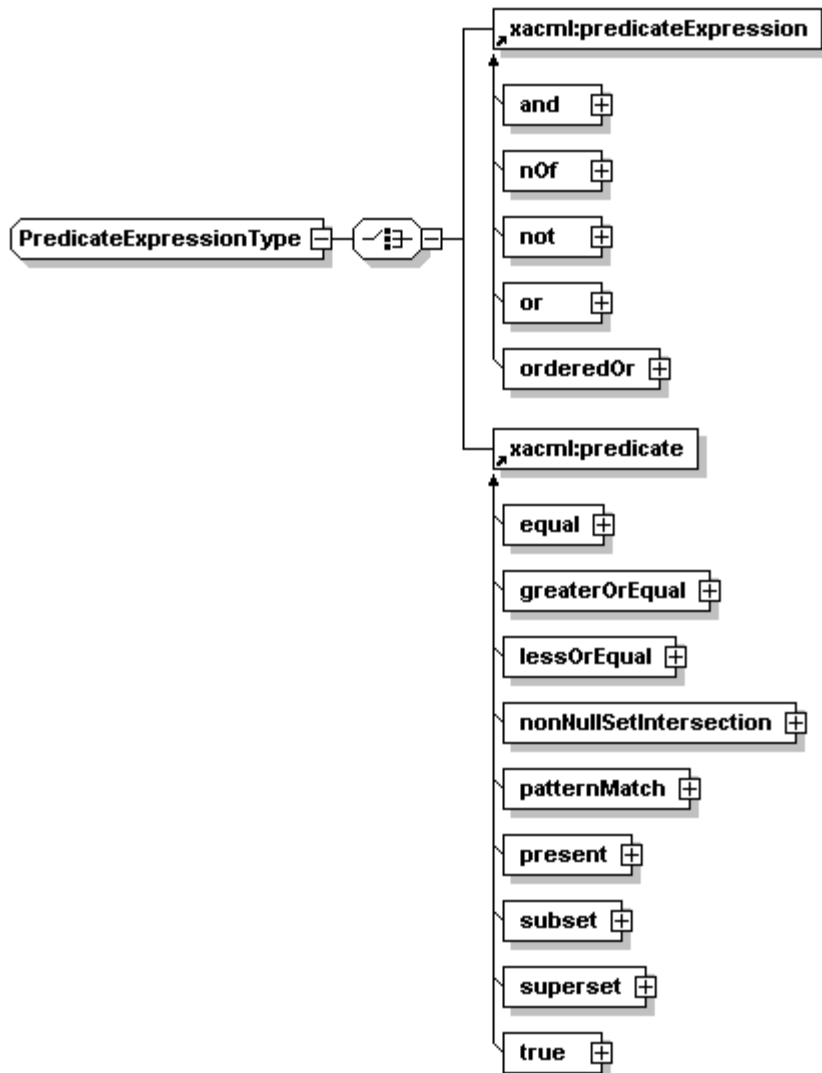 xacml:predicateExpression
and
nOf
PredicateExpressionType
not
or
orderedOr
xacml:predicate
equal
greaterOrEqual
lessOrEqual
nonNullSetIntersection
patternMatch
present
subset
superset
true